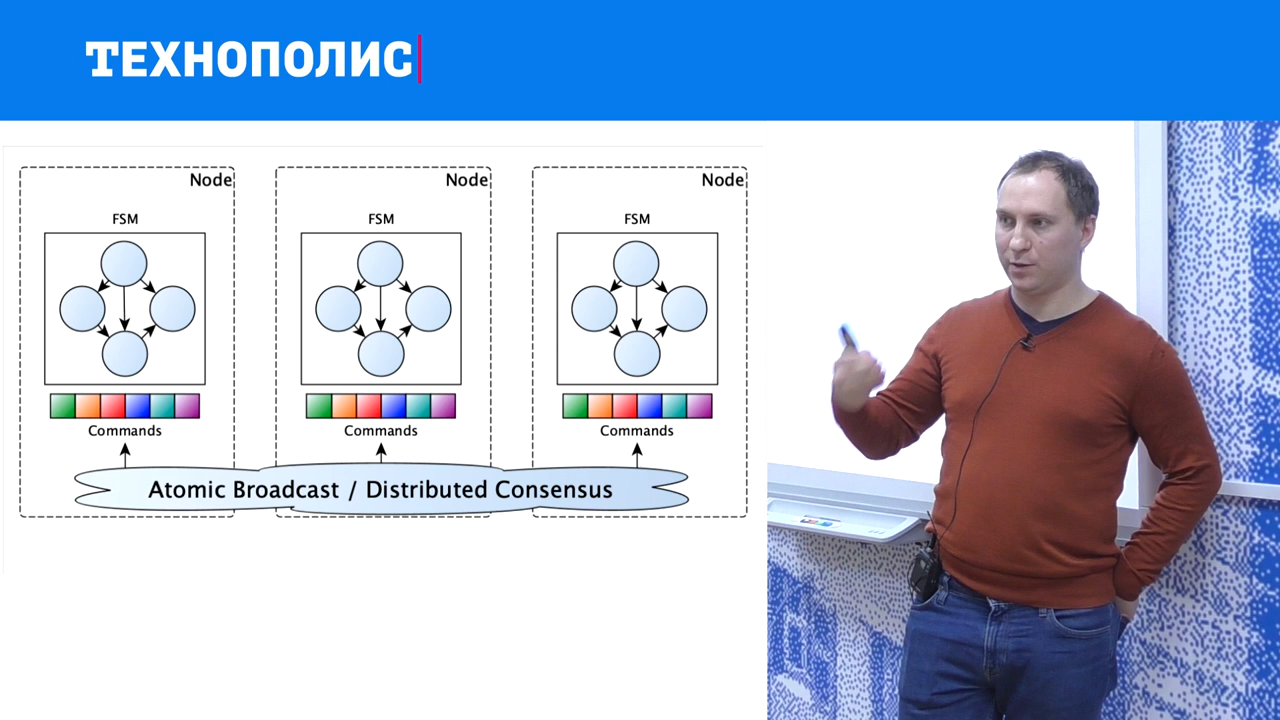 ТЕХНОПОЛИС
Node
FSM
Commands
Node
FSM
Commands
Node
FSM
Commands
Atomic Broadcast / Distributed Consensus